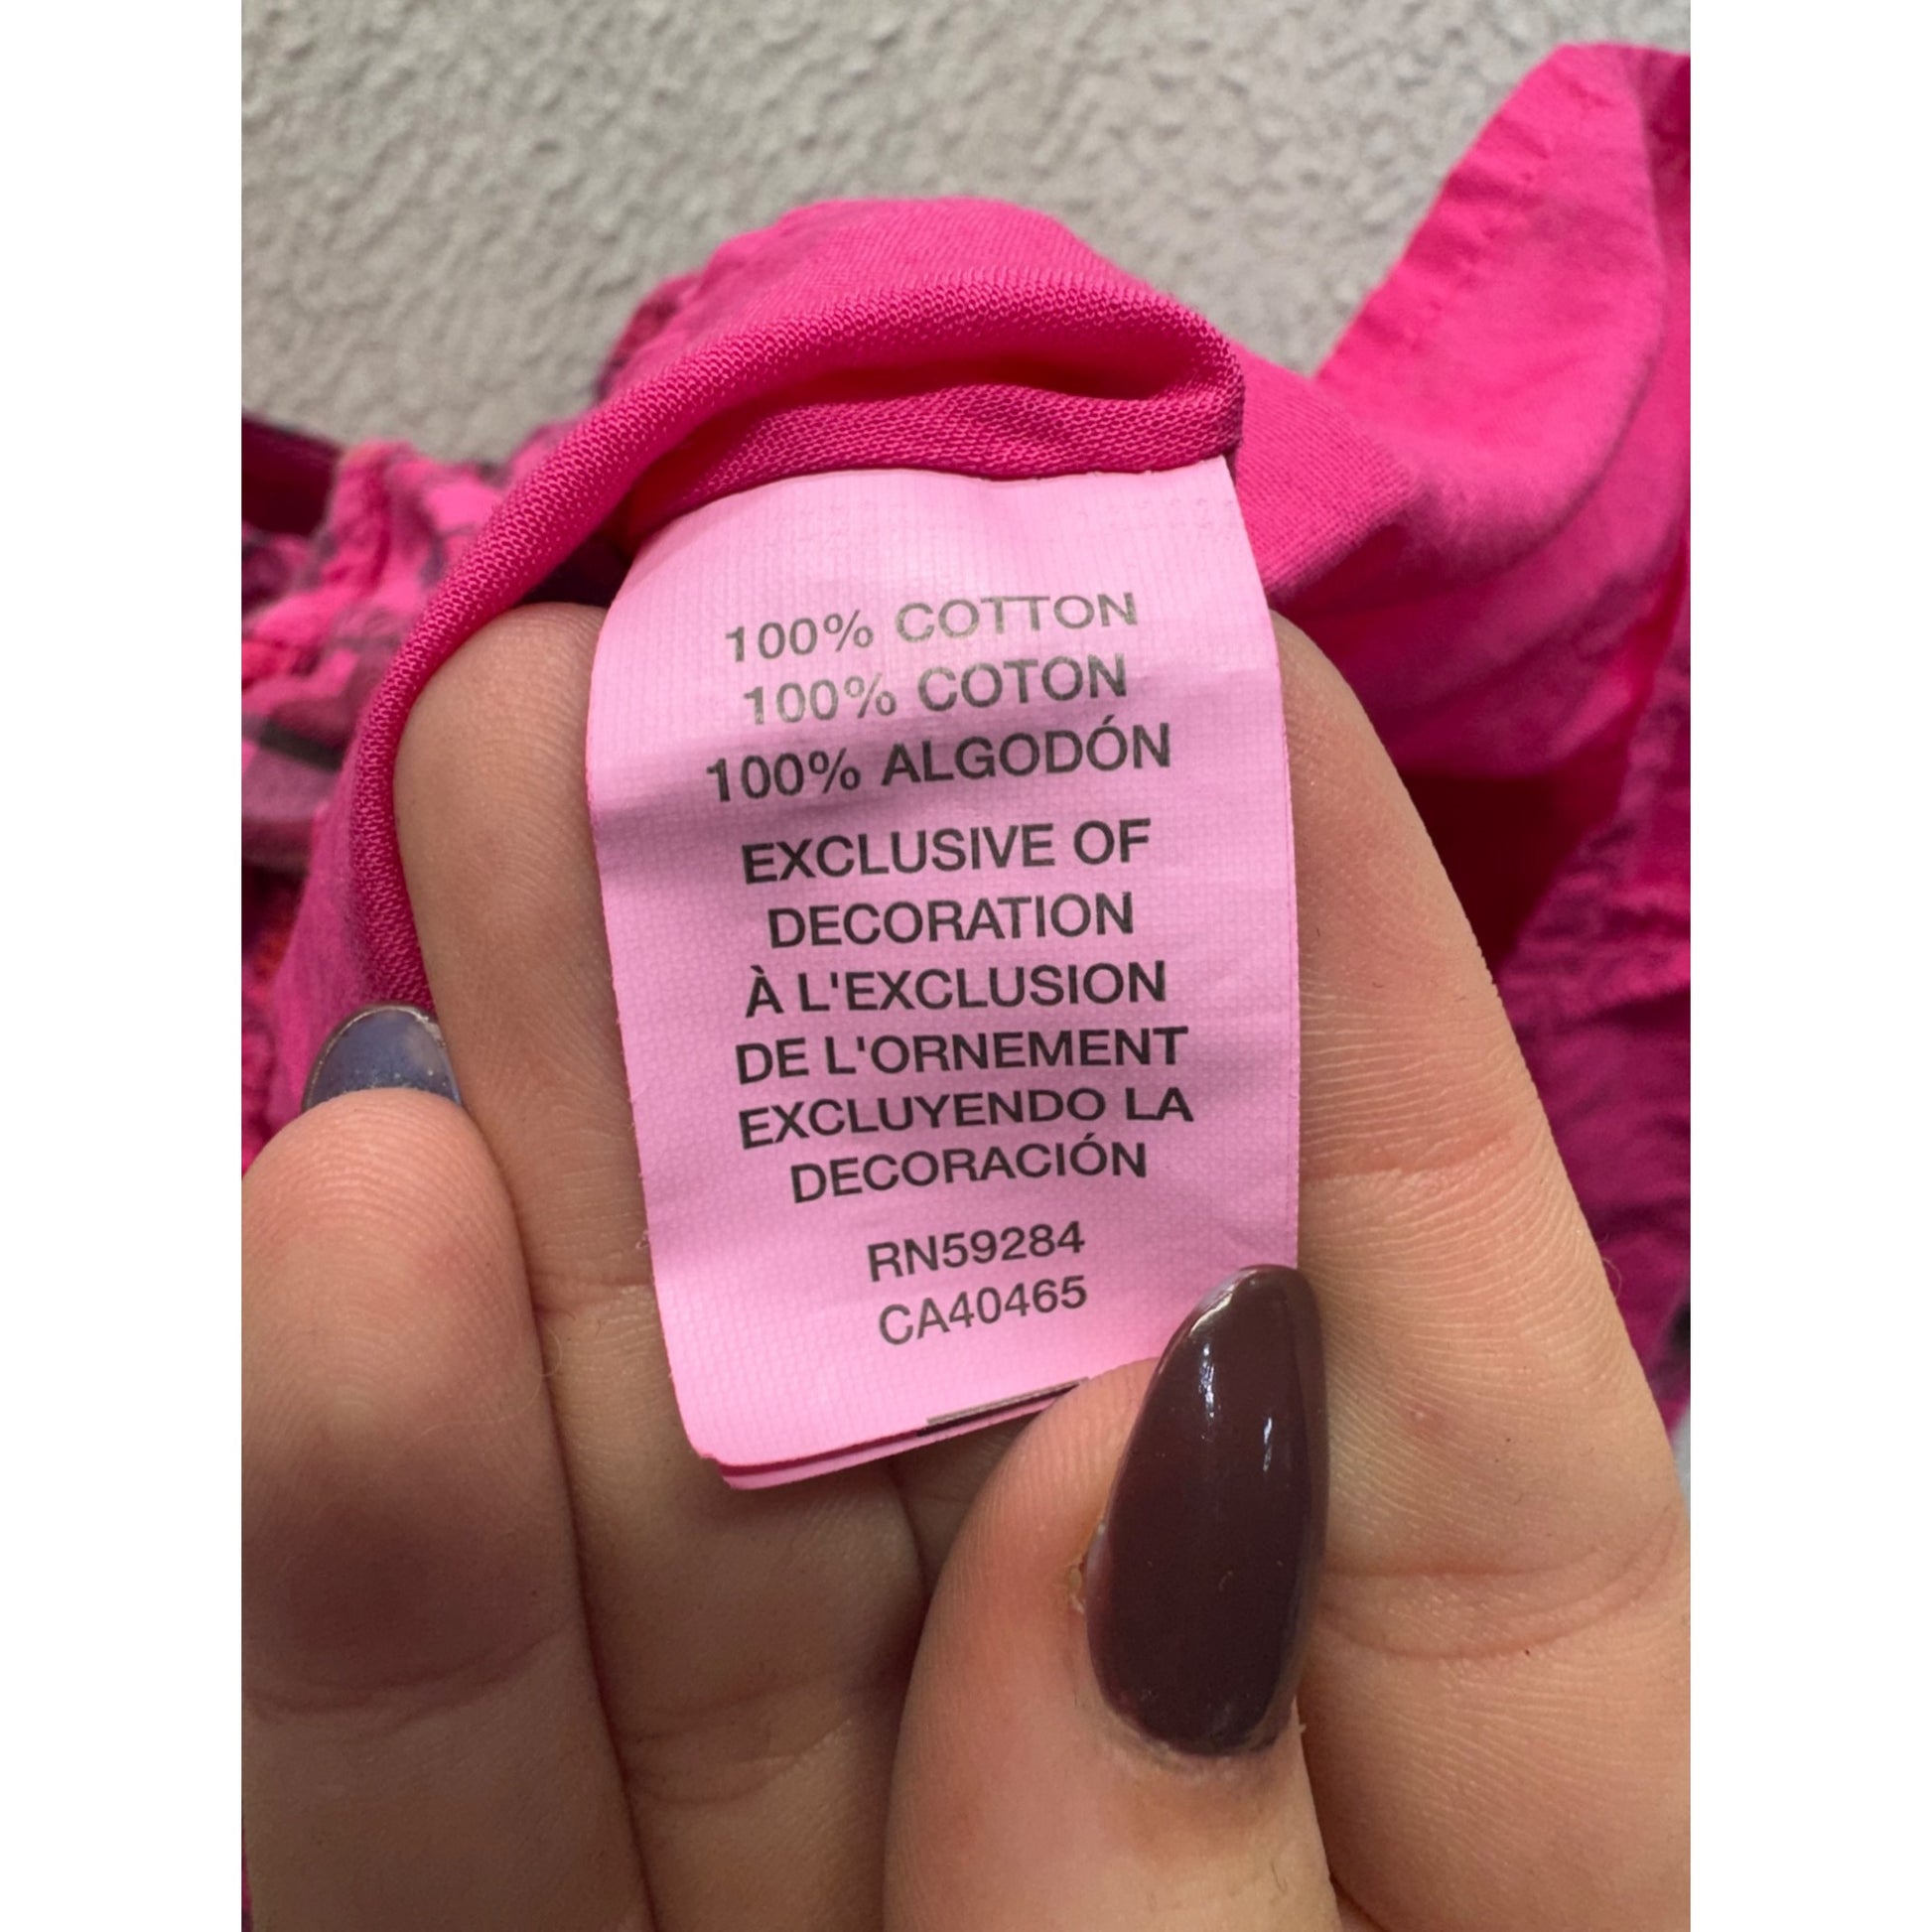 100% COTTON
100% COTON
100% ALGODÓN
EXCLUSIVE OF
DECORATION
À L'EXCLUSION
DE L'ORNEMENT
EXCLUYENDO LA
DECORACIÓN
RN59284
CA40465